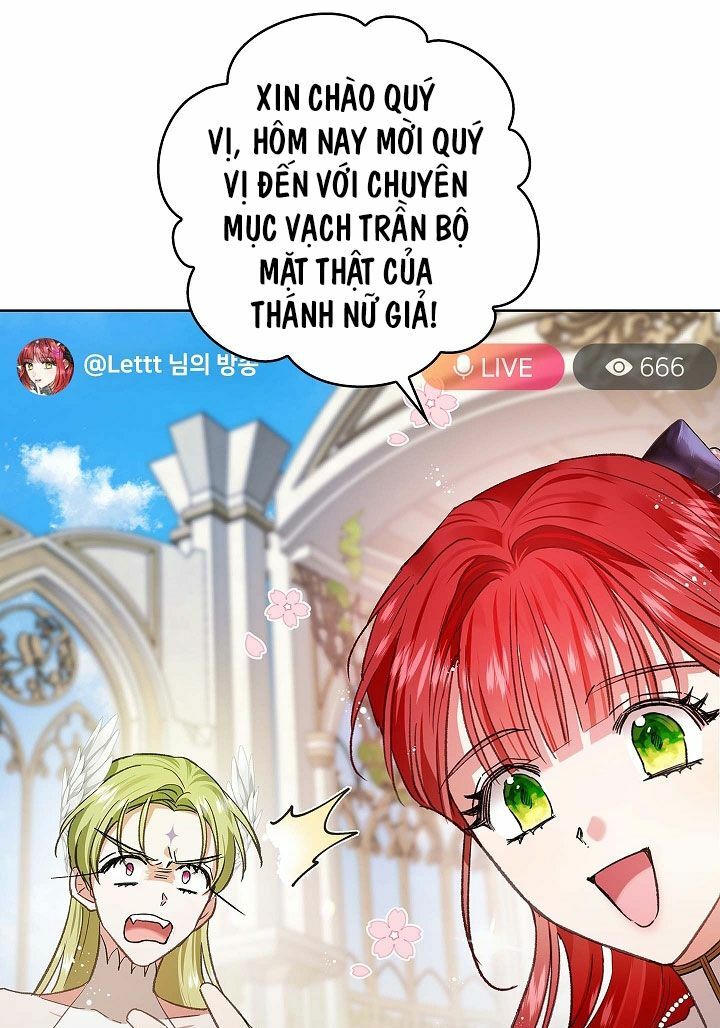 XIN CHÀO QUÝ
VỊ, HÔM NAY MỜI QUÝ
VỊ ĐẾN VỚI CHUYÊN
MỤC VẠCH TRẦN BỘ
MẶT THẬT CỦA
THÁNH NỮ GIẢ!
@Lettt 님의 방송
LIVE
666